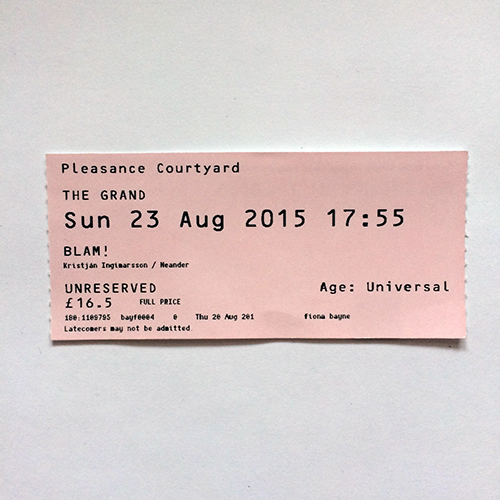 Pleasance Courtyard
THE GRAND
Sun 23 Aug 2015 17:55
BLAM!
Kristján Ingimarsson / Neander
UNRESERVED Age: Universal
£16.5 FULL PRICE
180:1109795 bayf0004 0 Thu 20 Aug 201 fiona bayne
Latecomers may not be admitted.